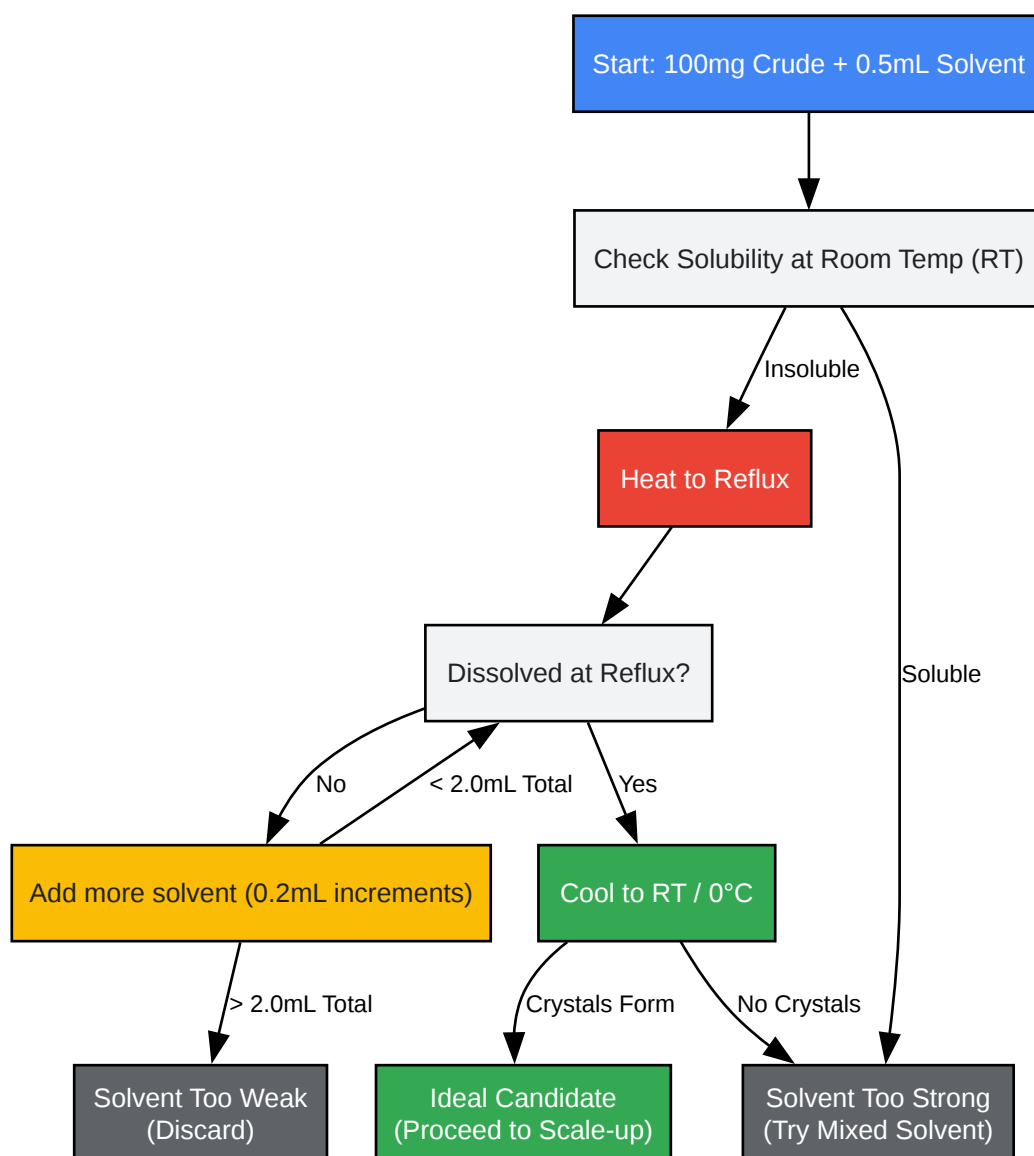 Start: 100mg Crude + 0.5mL Solvent
Check Solubility at Room Temp (RT)
Insoluble
Heat to Reflux
Dissolved at Reflux?
Soluble
No
< 2.0mL Total
Yes
Add more solvent (0.2mL increments)
Cool to RT / 0°C
> 2.0mL Total
Crystals Form
No Crystals
Solvent Too Weak
(Discard)
Ideal Candidate
(Proceed to Scale-up)
Solvent Too Strong
(Try Mixed Solvent)